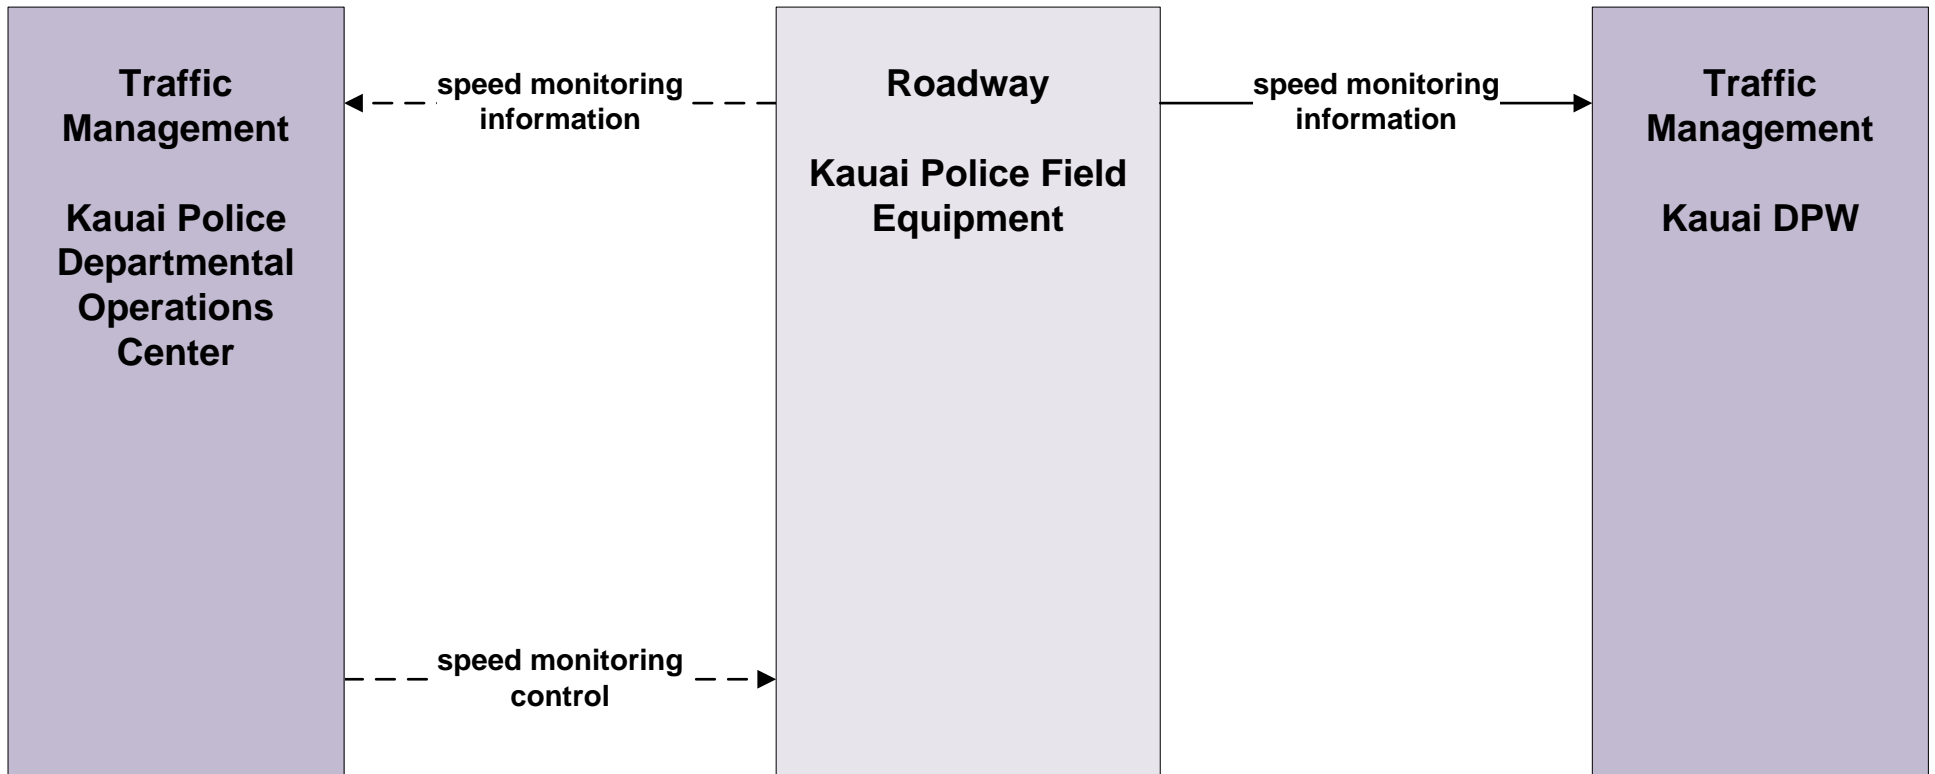 Traffic
Management
Kauai Police
Departmental
Operations
Center
speed monitoring
information
Roadway
Kauai Police Field
Equipment
speed monitoring
information
Traffic
Management
Kauai DPW
speed monitoring
control